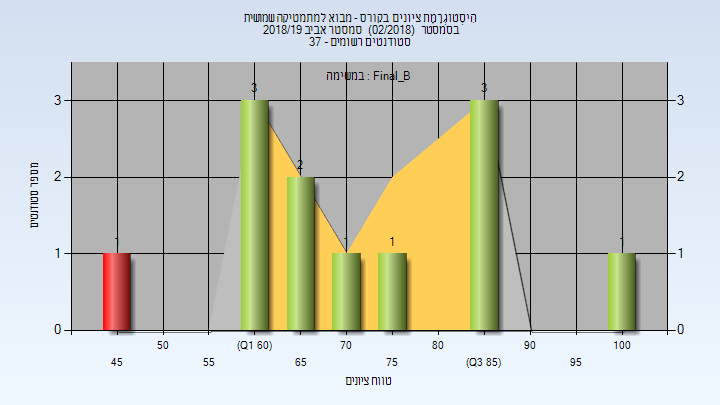 היסטוגרמת ציונים בקורס - מבוא למתמטיקה שמושית
בסמסטר (02/2018) סמסטר אביב 2018/19
סטודנטים רשומים - 37
במשימה : Final_B
מספר סטודנטים
3 3
2 2
1 1
0 0
1 3 2 1 1 3 1
45 50 55 (Q1 60) 65 70 75 80 (Q3 85) 90 95 100
טווח ציונים